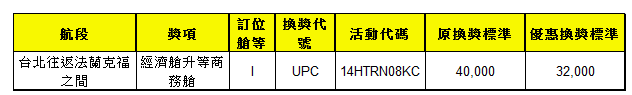 航段
獎項
訂位
艙等
換獎代
號
活動代碼
原換獎標準
優惠換獎標準
台北往返法蘭克福
之間
經濟艙升等商
務艙
I
UPC
14HTRN08KC
40,000
32,000